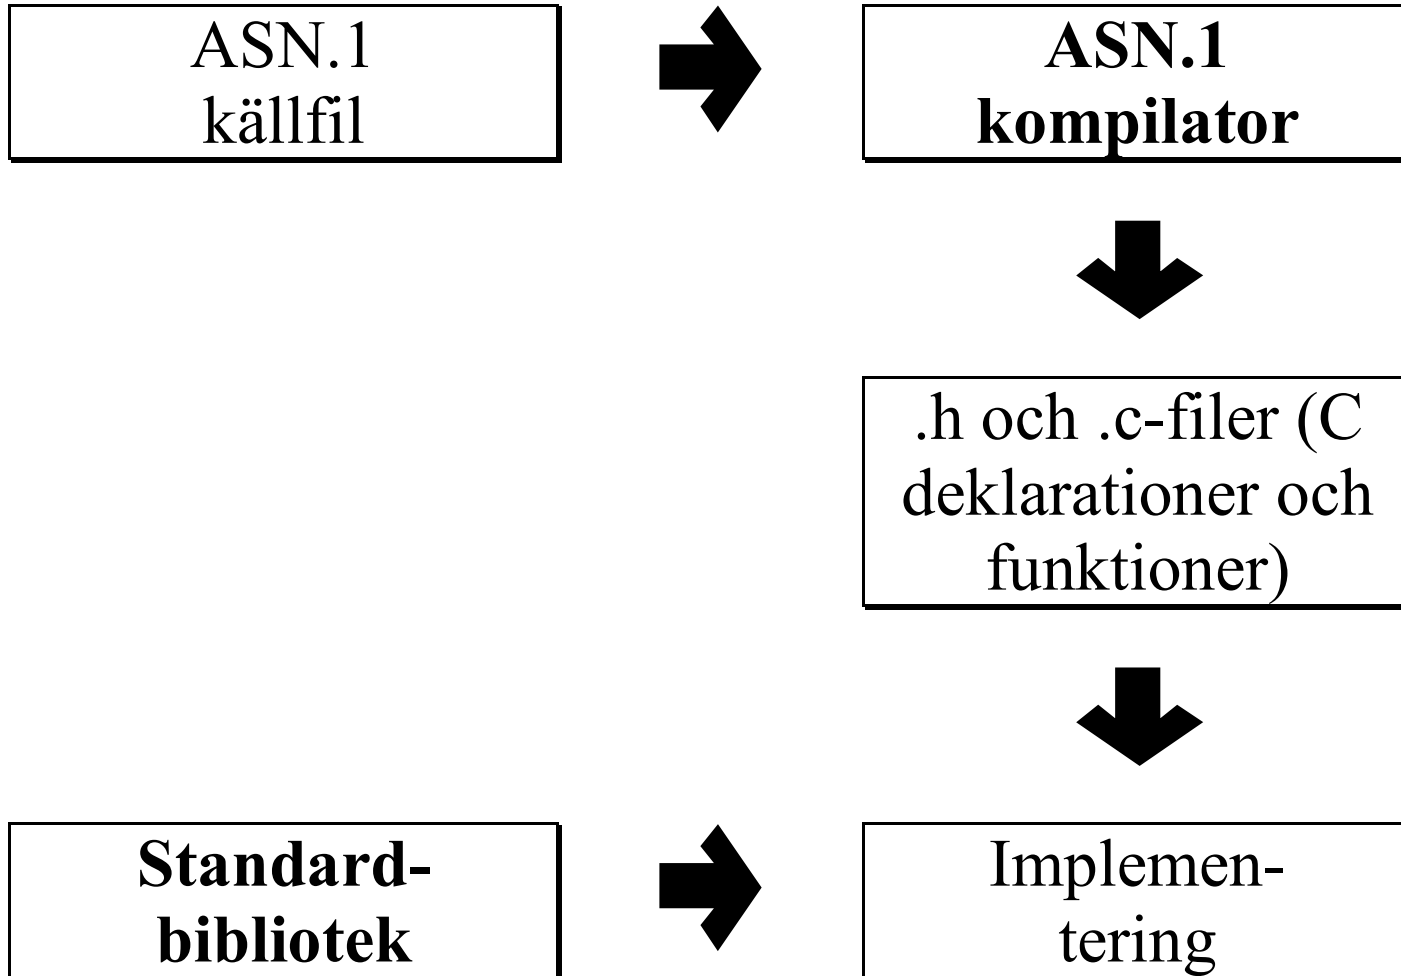 ASN.1
källfil
ASN.1
kompilator
.h och .c-filer (C
deklarationer och
funktioner)
Standard-
bibliotek
Implemen-
tering